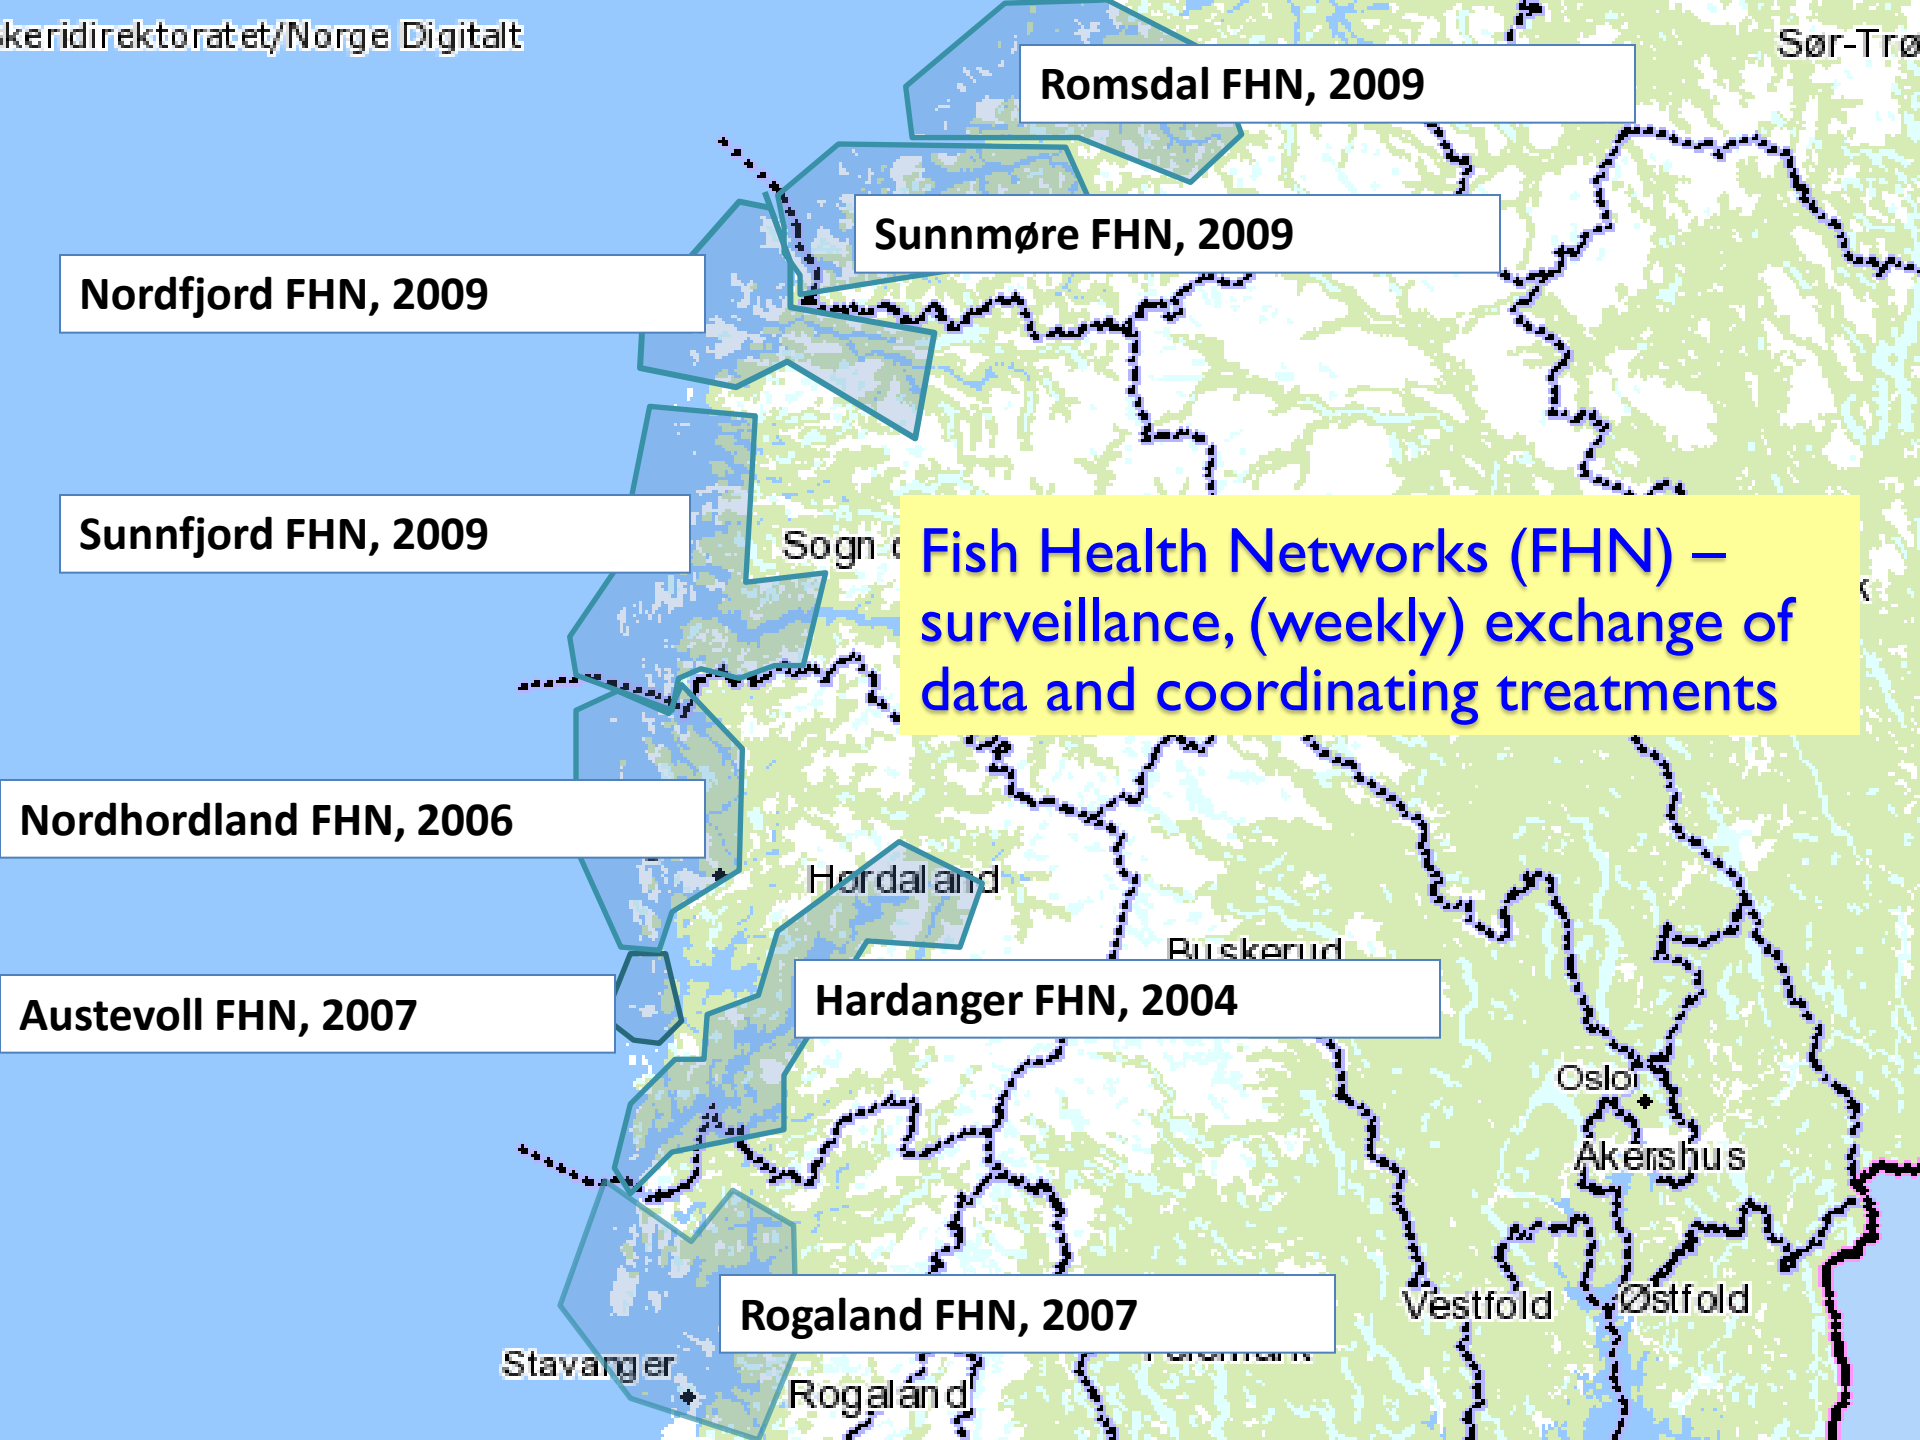 keridirektoratet/Norge Digitalt
Sør-Trø
Romsdal FHN, 2009
Sunnmøre FHN, 2009
Nordfjord FHN, 2009
Sunnfjord FHN, 2009
Sogn
Fish Health Networks (FHN) –
surveillance, (weekly) exchange of
data and coordinating treatments
Nordhordland FHN, 2006
Hordaland
Buskerud
Austevoll FHN, 2007
Hardanger FHN, 2004
Oslo
Akershus
Vestfold
Østfold
Rogaland FHN, 2007
Stavanger
Rogaland